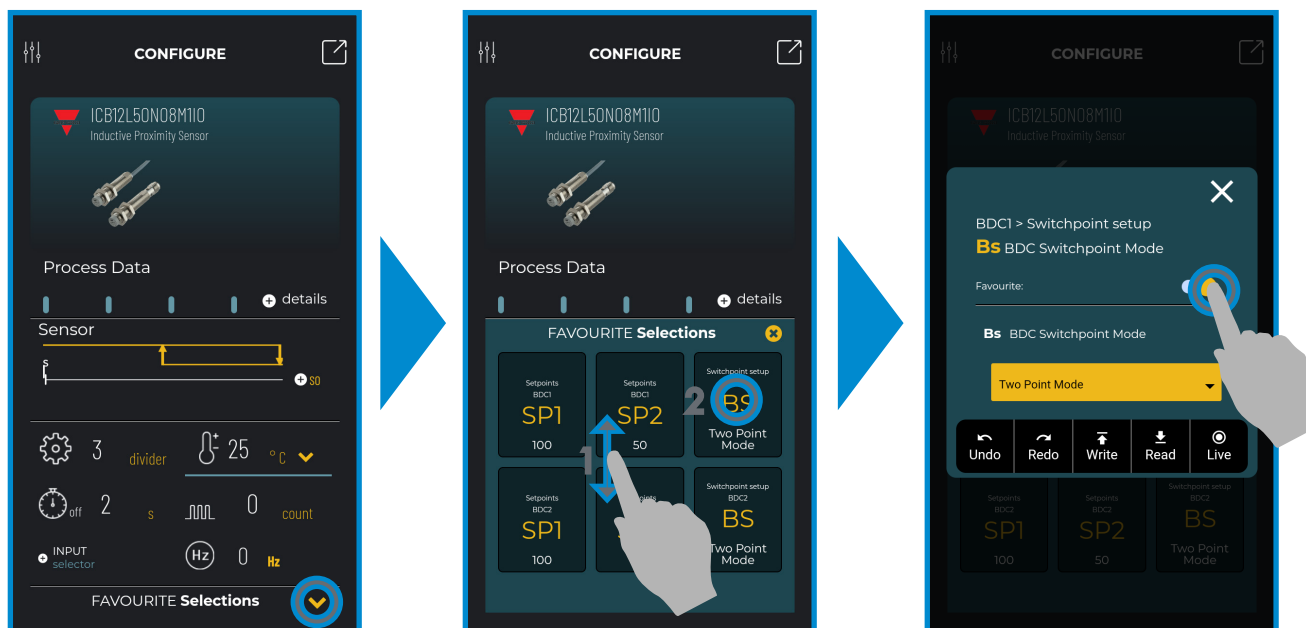 CONFIGURE
ICB12L50N08M1IO
Inductive Proximity Sensor
Process Data
details
Sensor
s
so
3 divider
25 °C
off 2 s
0 count
INPUT
selector
Hz 0 Hz
FAVOURITE Selections
CONFIGURE
ICB12L50N08M1IO
Inductive Proximity Sensor
Process Data
details
FAVOURITE Selections
Setpoints
BDC1
SP1
100
Setpoints
BDC1
SP2
50
Switchpoint setup
BS
Two Point
Mode
2
1
Setpoints
BDC2
SP1
100
Switchpoint setup
BDC2
BS
Two Point
Mode
CONFIGURE
ICB12L50N08M1IO
Inductive Proximity Sensor
BDC1 > Switchpoint setup
Bs BDC Switchpoint Mode
Favourite:
Bs BDC Switchpoint Mode
Two Point Mode
Undo Redo Write Read Live
Setpoints
BDC2
SP1
100
Setpoints
BDC2
SP2
50
Switchpoint setup
BDC2
BS
Two Point
Mode